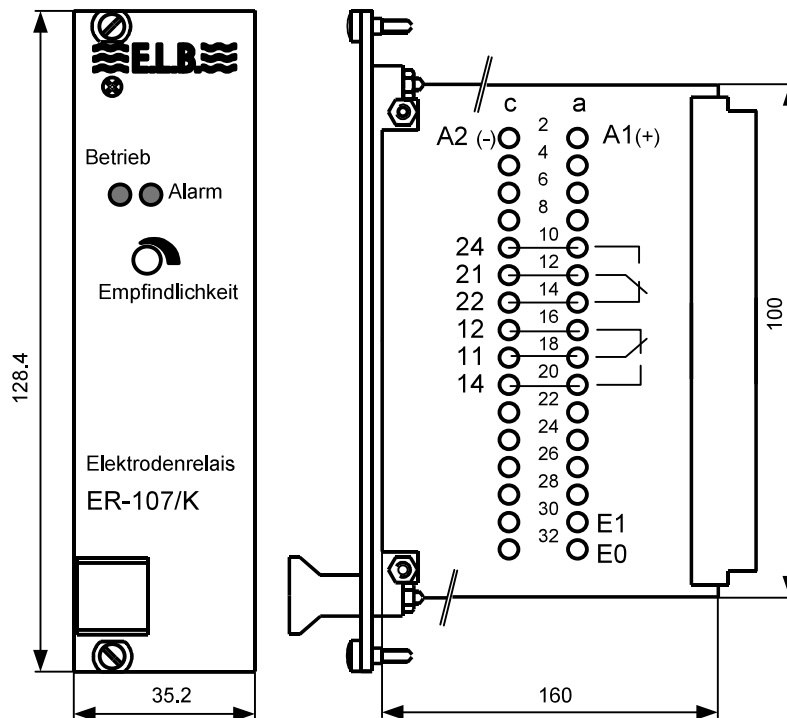 E.L.B.
Betrieb
Alarm
Empfindlichkeit
Elektrodenrelais
ER-107/K
128.4
35.2
c a
A2 (-) 2 A1(+)
4
6
8
24 10
21 12
22 14
12 16
11 18
14 20
22
24
26
28
30 E1
32 E0
100
160